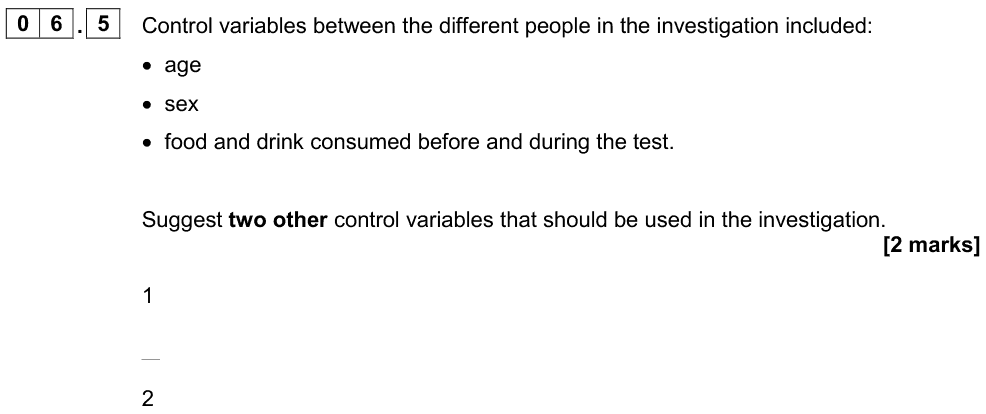 0 6 . 5 Control variables between the different people in the investigation included:
• age
• sex
• food and drink consumed before and during the test.
Suggest two other control variables that should be used in the investigation.
[2 marks]
1
2